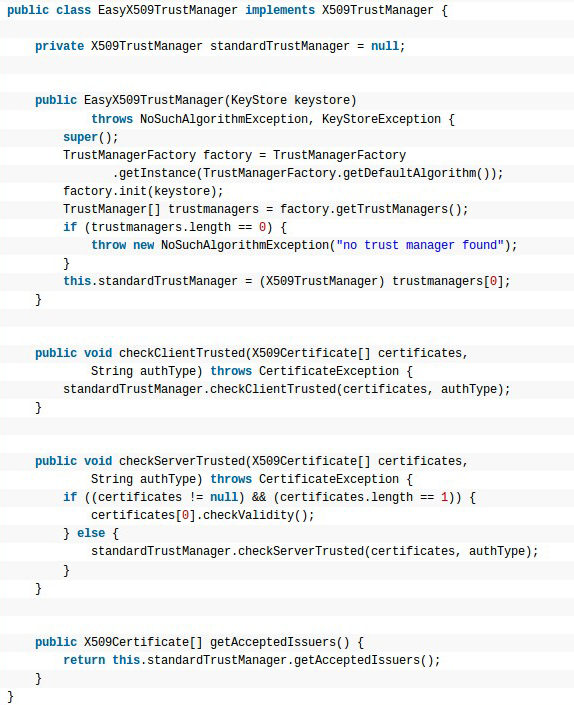 public class EasyX509TrustManager implements X509TrustManager {
private X509TrustManager standardTrustManager = null;
public EasyX509TrustManager(KeyStore keystore)
throws NoSuchAlgorithmException, KeyStoreException {
super();
TrustManagerFactory factory = TrustManagerFactory
.getInstance(TrustManagerFactory.getDefaultAlgorithm());
factory.init(keystore);
TrustManager[] trustmanagers = factory.getTrustManagers();
if (trustmanagers.length == 0) {
throw new NoSuchAlgorithmException("no trust manager found");
}
this.standardTrustManager = (X509TrustManager) trustmanagers[0];
}
public void checkClientTrusted(X509Certificate[] certificates,
String authType) throws CertificateException {
standardTrustManager.checkClientTrusted(certificates, authType);
}
public void checkServerTrusted(X509Certificate[] certificates,
String authType) throws CertificateException {
if ((certificates != null) && (certificates.length == 1)) {
certificates[0].checkValidity();
} else {
standardTrustManager.checkServerTrusted(certificates, authType);
}
}
public X509Certificate[] getAcceptedIssuers() {
return this.standardTrustManager.getAcceptedIssuers();
}
}